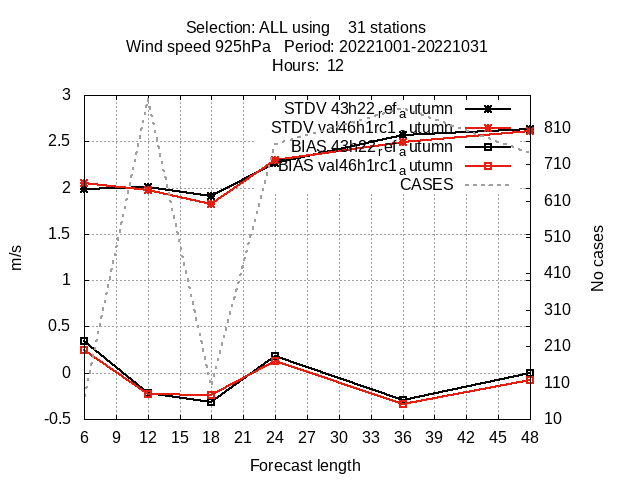 Selection: ALL using 31 stations
Wind speed 925hPa Period: 20221001-20221031
Hours: 12
STDV 43h22_ref_autumn
STDV val46h1rc1_autumn
BIAS 43h22_ref_autumn
BIAS val46h1rc1_autumn
CASES
3
2.5
2
1.5
1
0.5
0
-0.5
m/s
810
710
610
510
410
310
210
110
10
No cases
6 9 12 15 18 21 24 27 30 33 36 39 42 45 48
Forecast length